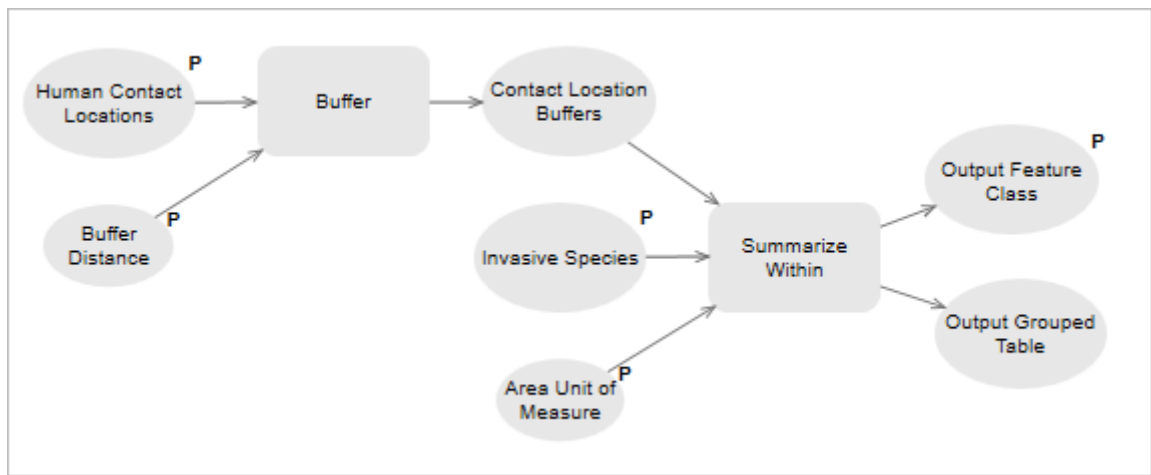 P
Human Contact
Locations
Buffer
Contact Location
Buffers
P
Buffer
Distance
P
Invasive Species
Summarize
Within
P
Output Feature
Class
Output Grouped
Table
P
Area Unit of
Measure